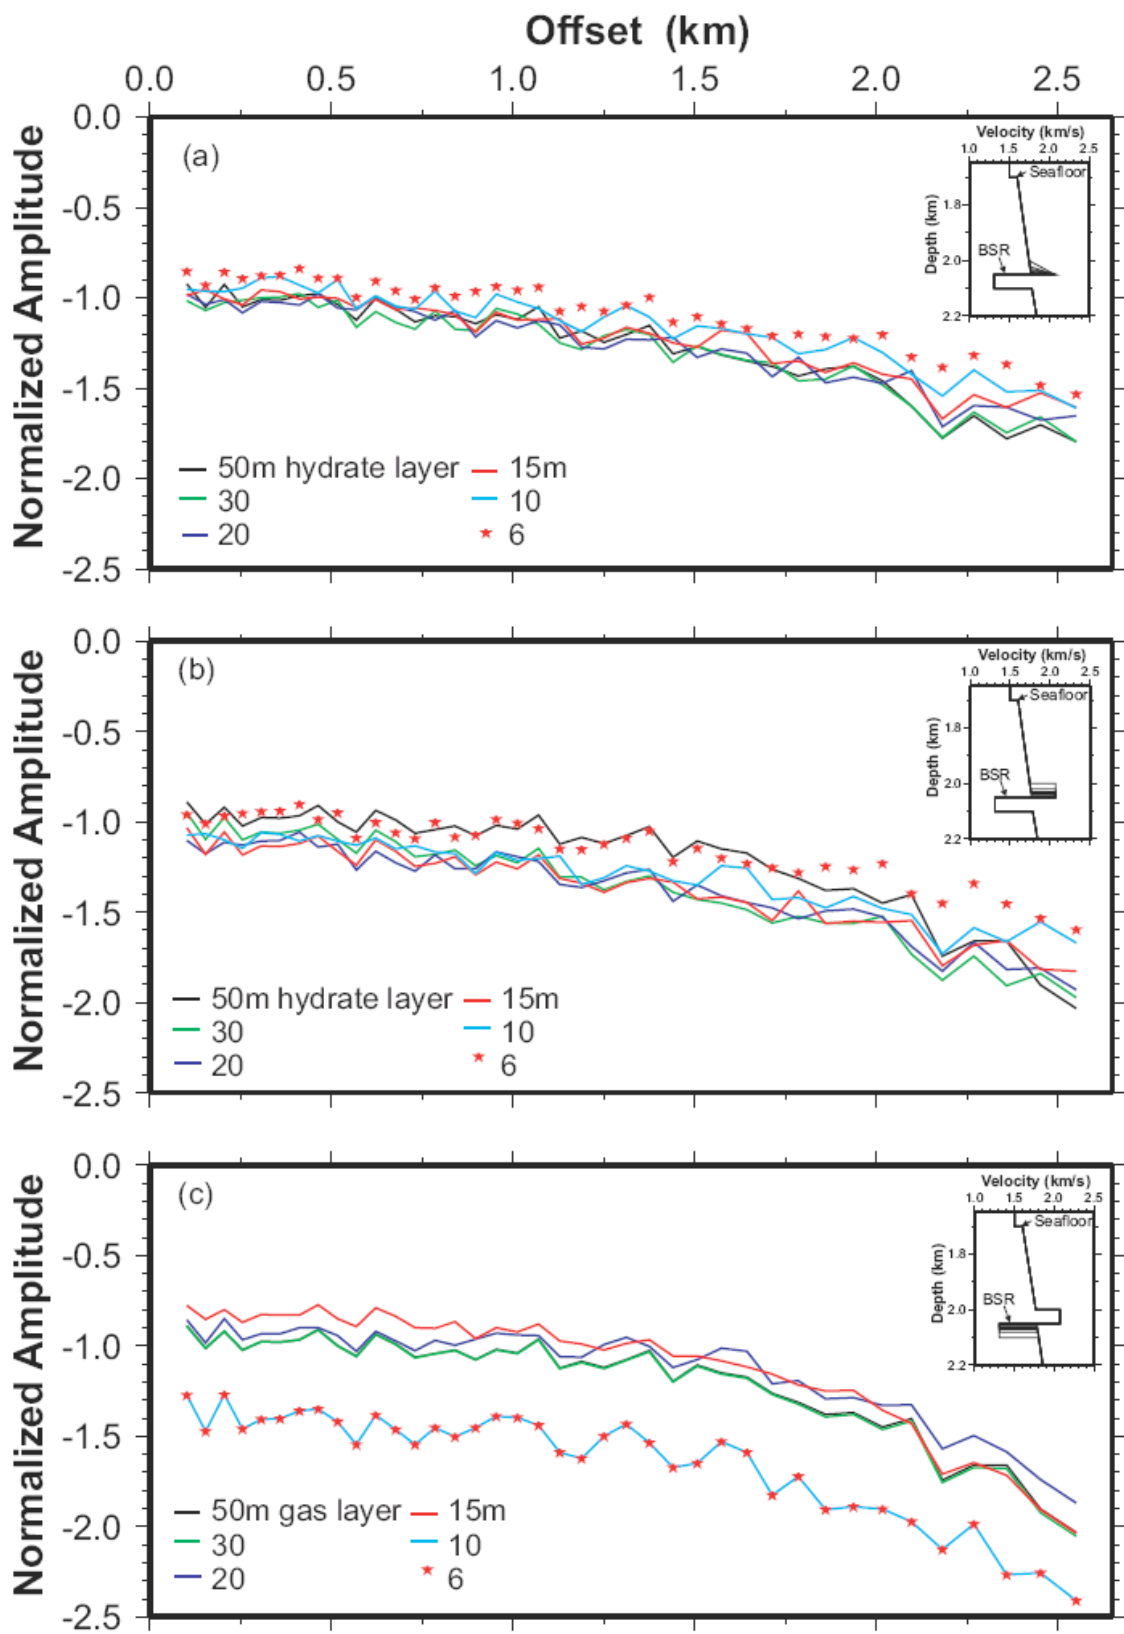 Offset (km)
0.0 0.5 1.0 1.5 2.0 2.5
Normalized Amplitude
0.0
-0.5
-1.0
-1.5
-2.0
-2.5
(a)
50m hydrate layer 15m
30 10
20 6
Velocity (km/s)
1.0 1.5 2.0 2.5
Seafloor
Depth (km)
1.8
2.0
2.2
BSR
Normalized Amplitude
0.0
-0.5
-1.0
-1.5
-2.0
-2.5
(b)
50m hydrate layer 15m
30 10
20 6
Velocity (km/s)
1.0 1.5 2.0 2.5
Seafloor
Depth (km)
1.8
2.0
2.2
BSR
Normalized Amplitude
0.0
-0.5
-1.0
-1.5
-2.0
-2.5
(c)
50m gas layer 15m
30 10
20 6
Velocity (km/s)
1.0 1.5 2.0 2.5
Seafloor
Depth (km)
1.8
2.0
2.2
BSR